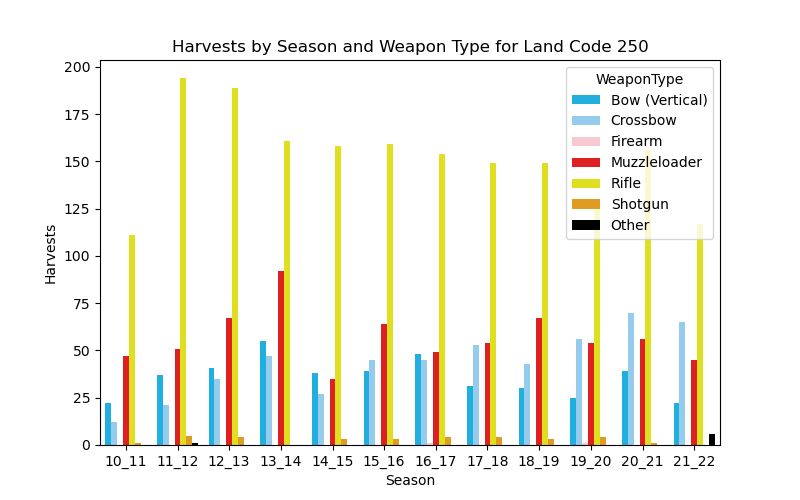 Harvests by Season and Weapon Type for Land Code 250
200
175
150
125
100
75
50
25
0
Harvests
WeaponType
Bow (Vertical)
Crossbow
Firearm
Muzzleloader
Rifle
Shotgun
Other
10_11 11_12 12_13 13_14 14_15 15_16 16_17 17_18 18_19 19_20 20_21 21_22
Season